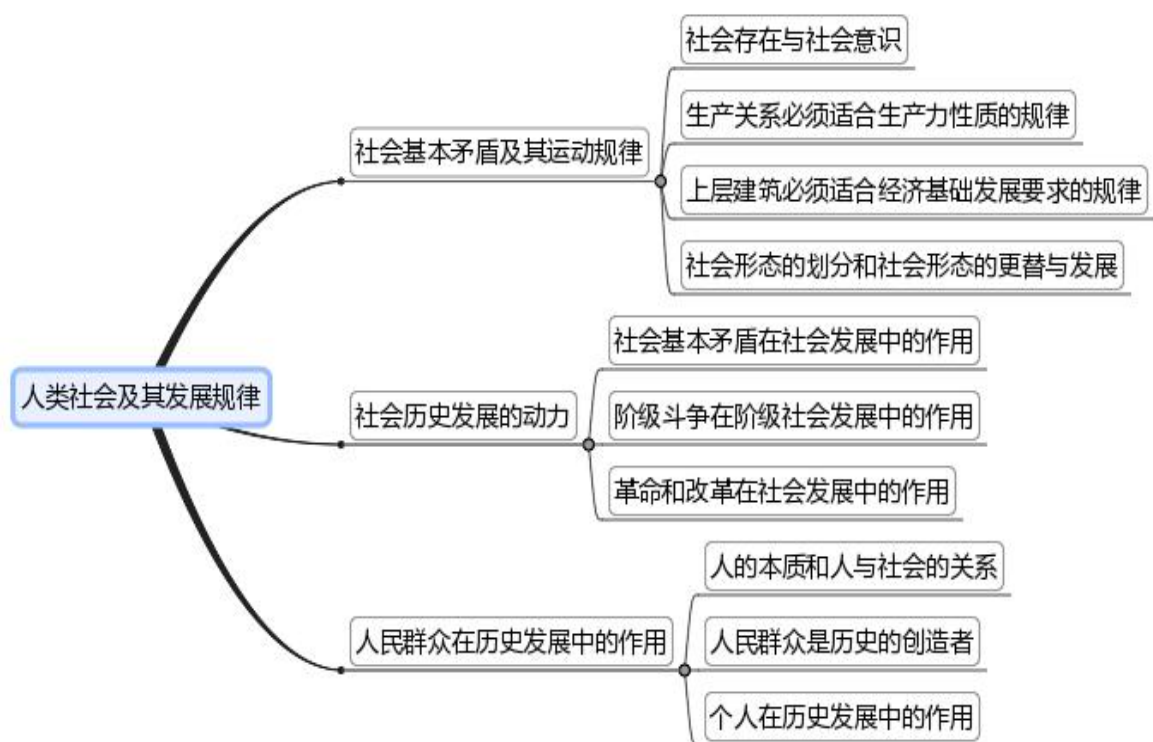 社会存在与社会意识
生产关系必须适合生产力性质的规律
社会基本矛盾及其运动规律
上层建筑必须适合经济基础发展要求的规律
社会形态的划分和社会形态的更替与发展
社会基本矛盾在社会发展中的作用
人类社会及其发展规律
社会历史发展的动力
阶级斗争在阶级社会发展中的作用
革命和改革在社会发展中的作用
人的本质和人与社会的关系
人民群众在历史发展中的作用
人民群众是历史的创造者
个人在历史发展中的作用